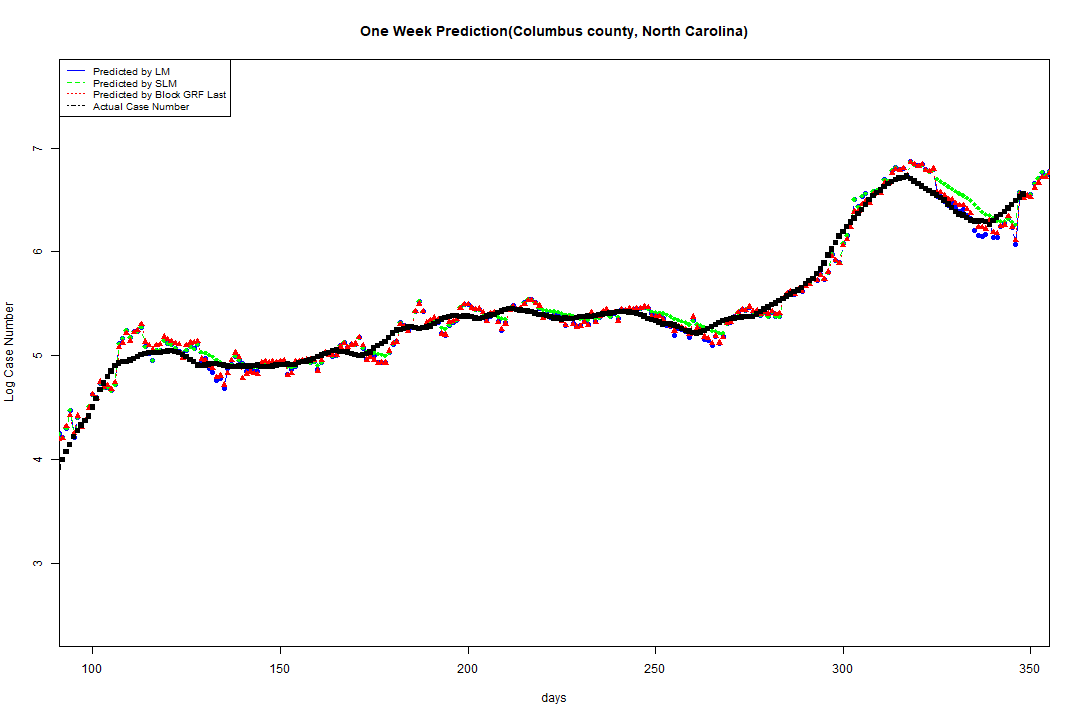 One Week Prediction(Columbus county, North Carolina)
Predicted by LM
Predicted by SLM
Predicted by Block GRF Last
Actual Case Number
7
6
5
4
3
Log Case Number
100 150 200 250 300 350
days